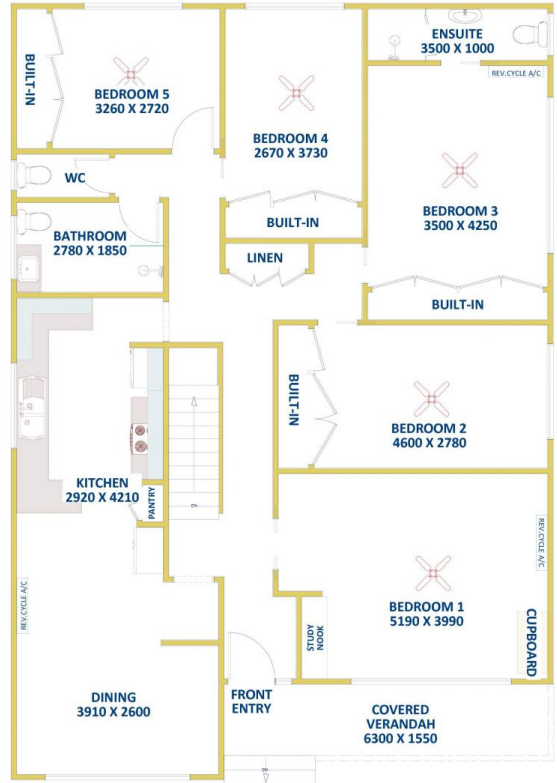 ENSUITE
3500 X 1000
REV.CYCLE A/C
BUILT-IN
BEDROOM 5
3260 X 2720
BEDROOM 4
2670 X 3730
WC
BEDROOM 3
3500 X 4250
BUILT-IN
BATHROOM
2780 X 1850
LINEN
BUILT-IN
BUILT-IN
BEDROOM 2
4600 X 2780
KITCHEN
2920 X 4210
PANTRY
REV.CYCLE A/C
REV.CYCLE A/C
BEDROOM 1
5190 X 3990
STUDY
NOOK
CUPBOARD
DINING
3910 X 2600
FRONT
ENTRY
COVERED
VERANDAH
6300 X 1550